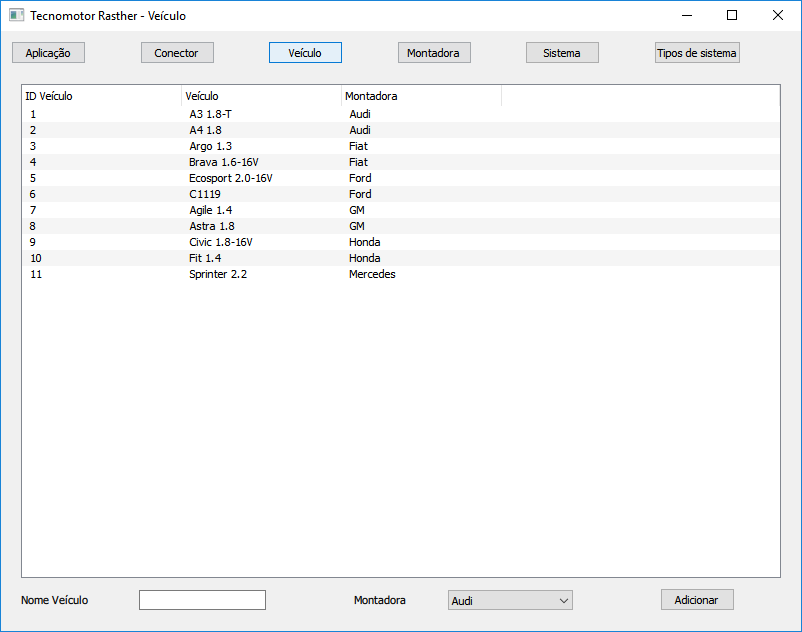 Tecnomotor Rasther - Veículo
Aplicação Conector Veículo Montadora Sistema Tipos de sistema
ID Veículo Veículo Montadora
1 A3 1.8-T Audi
2 A4 1.8 Audi
3 Argo 1.3 Fiat
4 Brava 1.6-16V Fiat
5 Ecosport 2.0-16V Ford
6 C1119 Ford
7 Agile 1.4 GM
8 Astra 1.8 GM
9 Civic 1.8-16V Honda
10 Fit 1.4 Honda
11 Sprinter 2.2 Mercedes
Nome Veículo Montadora Audi Adicionar